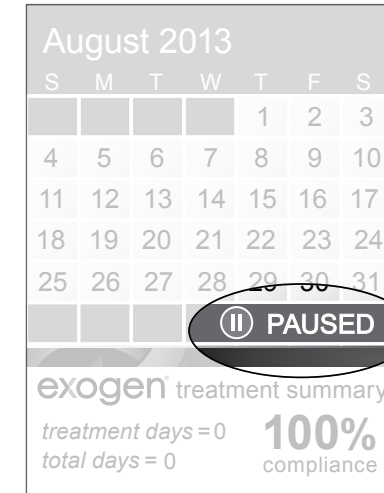 August 2013
S M T W T F S
1 2 3
4 5 6 7 8 9 10
11 12 13 14 15 16 17
18 19 20 21 22 23 24
25 26 27 28 29 30 31
PAUSED
exogen® treatment summary
treatment days = 0
total days = 0
100%
compliance